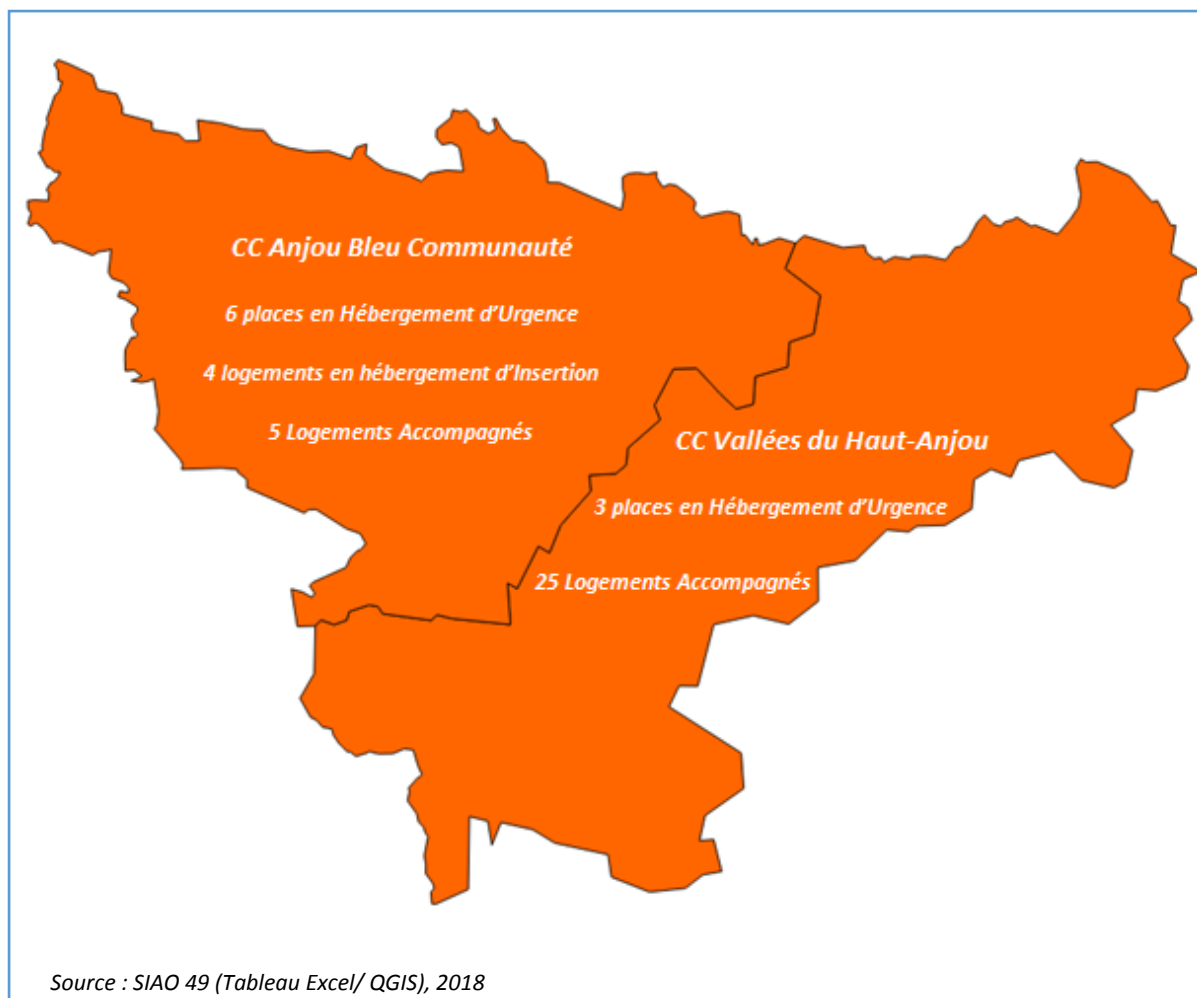 CC Anjou Bleu Communauté
6 places en Hébergement d'Urgence
4 logements en hébergement d'Insertion
5 Logements Accompagnés
CC Vallées du Haut-Anjou
3 places en Hébergement d'Urgence
25 Logements Accompagnés
Source : SIAO 49 (Tableau Excel/ QGIS), 2018